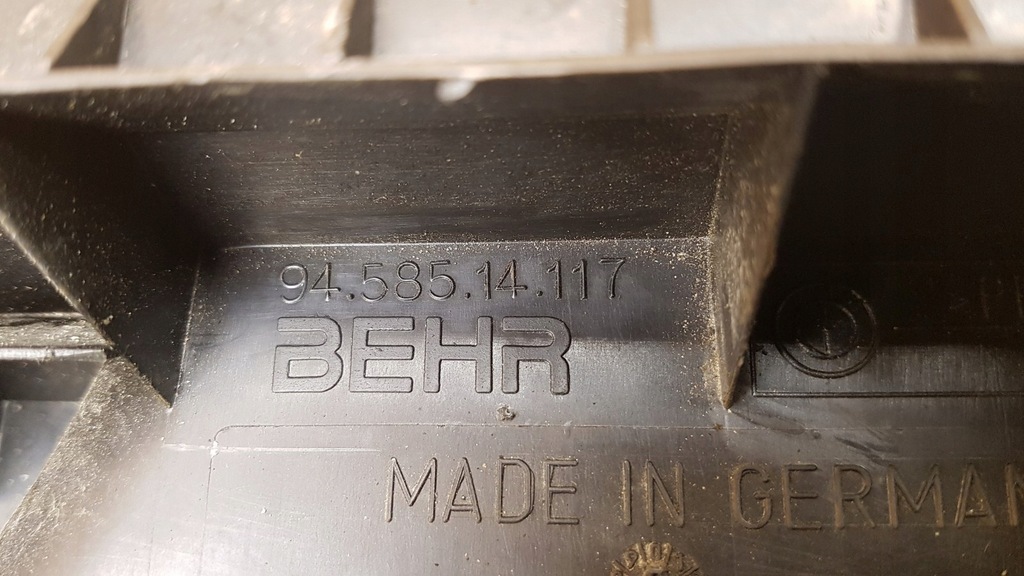 94.585.14.117
BEHR
MADE IN GERMAN